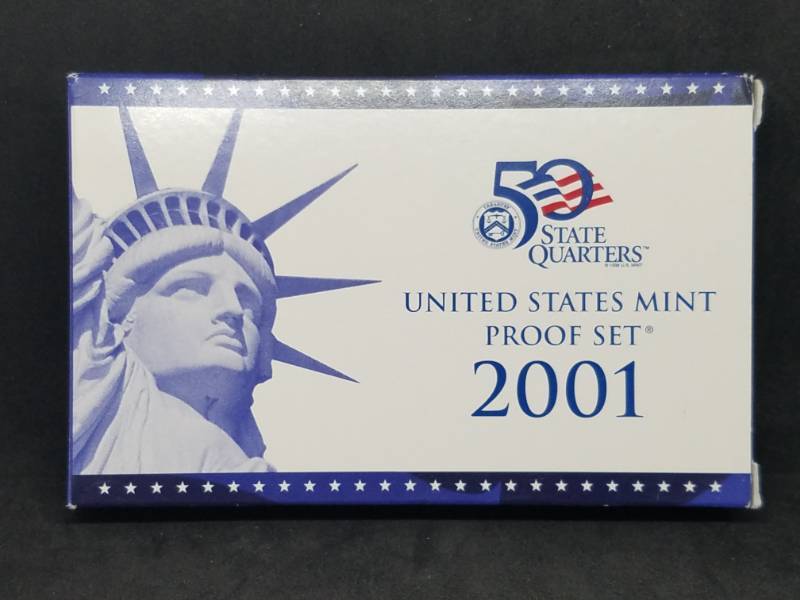 50
STATE
QUARTERS™
UNITED STATES MINT
PROOF SET®
2001